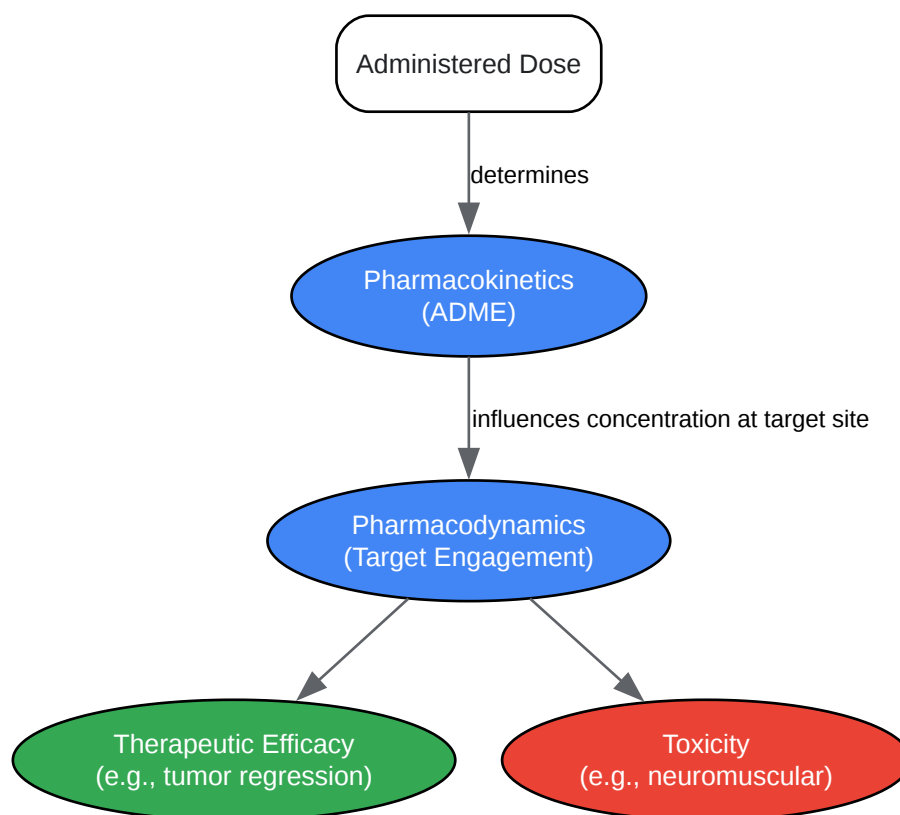 Administered Dose
determines
Pharmacokinetics
(ADME)
influences concentration at target site
Pharmacodynamics
(Target Engagement)
Therapeutic Efficacy
(e.g., tumor regression)
Toxicity
(e.g., neuromuscular)